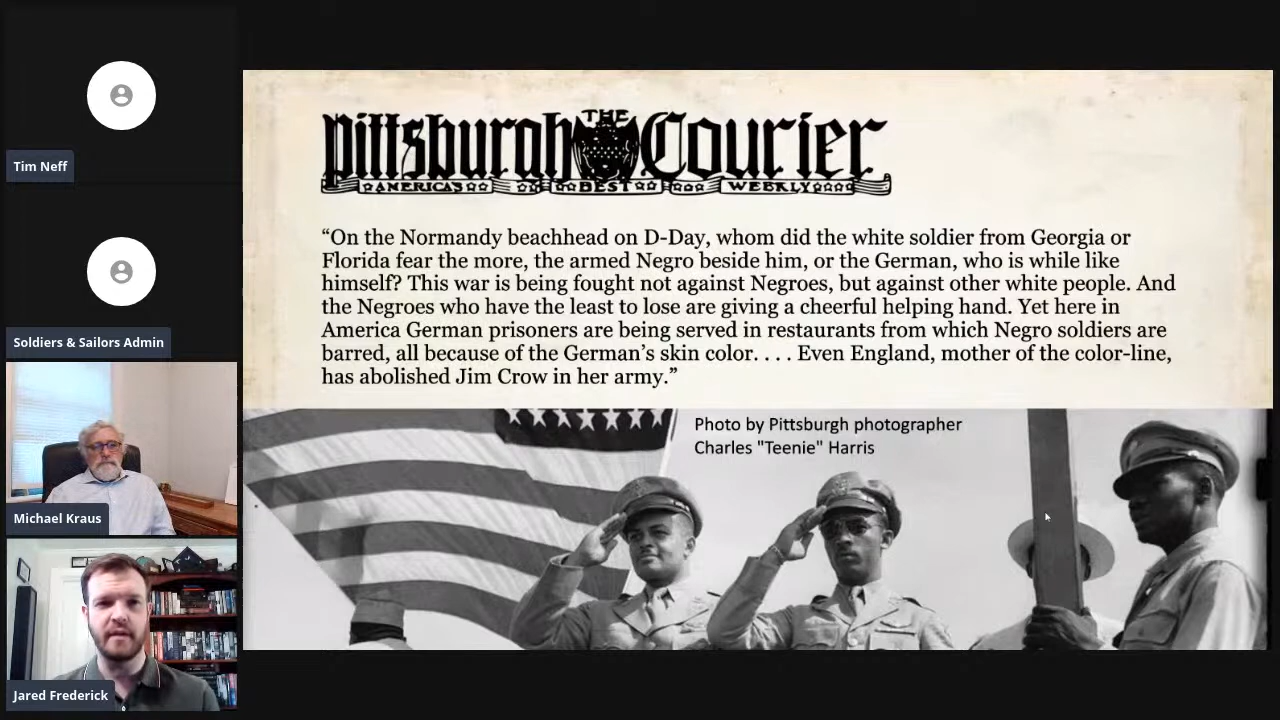 Tim Neff
Soldiers & Sailors Admin
Michael Kraus
Jared Frederick
THE
Pittsburgh Courier
AMERICA'S BEST WEEKLY
“On the Normandy beachhead on D-Day, whom did the white soldier from Georgia or
Florida fear the more, the armed Negro beside him, or the German, who is while like
himself? This war is being fought not against Negroes, but against other white people. And
the Negroes who have the least to lose are giving a cheerful helping hand. Yet here in
America German prisoners are being served in restaurants from which Negro soldiers are
barred, all because of the German’s skin color. . . . Even England, mother of the color-line,
has abolished Jim Crow in her army.”
Photo by Pittsburgh photographer
Charles "Teenie" Harris